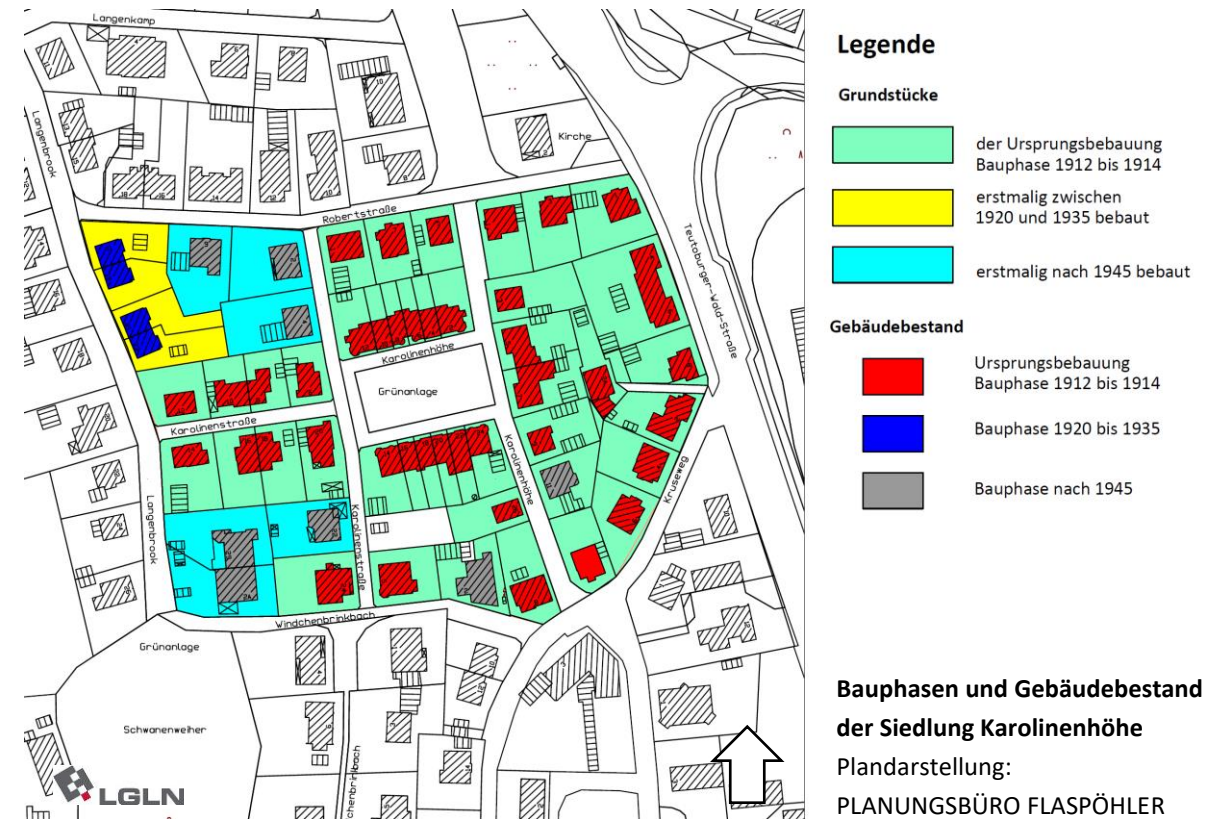 Langenkamp
Langenbrook
Kirche
Robertstraße
Teutoburger-Wald-Straße
Karolinenhöhe
Grünanlage
Karolinenstraße
Karolinenhöhe
Kruseweg
Langenbrook
Karolinenstraße
Windchenbrinkbach
Grünanlage
Schwanenweiher
chenbrinkbach
LGLN
Legende
Grundstücke
der Ursprungsbebauung
Bauphase 1912 bis 1914
erstmalig zwischen
1920 und 1935 bebaut
erstmalig nach 1945 bebaut
Gebäudebestand
Ursprungsbebauung
Bauphase 1912 bis 1914
Bauphase 1920 bis 1935
Bauphase nach 1945
Bauphasen und Gebäudebestand
der Siedlung Karolinenhöhe
Plandarstellung:
PLANUNGSBÜRO FLASPÖHLER